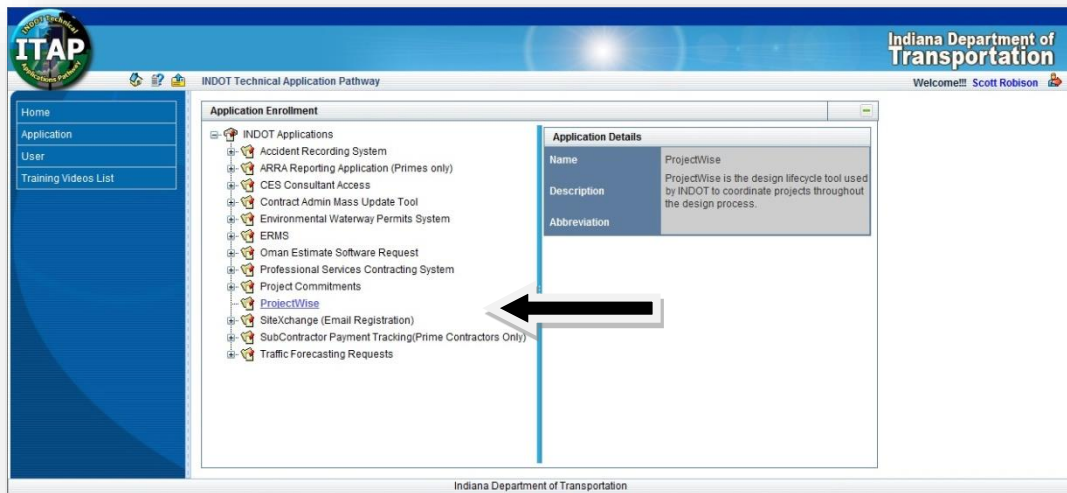 INDOT Technical
ITAP
Applications Pathway
Indiana Department of
Transportation
INDOT Technical Application Pathway
Welcome!!! Scott Robison
Home
Application
User
Training Videos List
Application Enrollment
INDOT Applications
Accident Recording System
ARRA Reporting Application (Primes only)
CES Consultant Access
Contract Admin Mass Update Tool
Environmental Waterway Permits System
ERMS
Oman Estimate Software Request
Professional Services Contracting System
Project Commitments
ProjectWise
SiteXchange (Email Registration)
SubContractor Payment Tracking(Prime Contractors Only)
Traffic Forecasting Requests
Application Details
Name ProjectWise
Description ProjectWise is the design lifecycle tool used
by INDOT to coordinate projects throughout
the design process.
Abbreviation
Indiana Department of Transportation